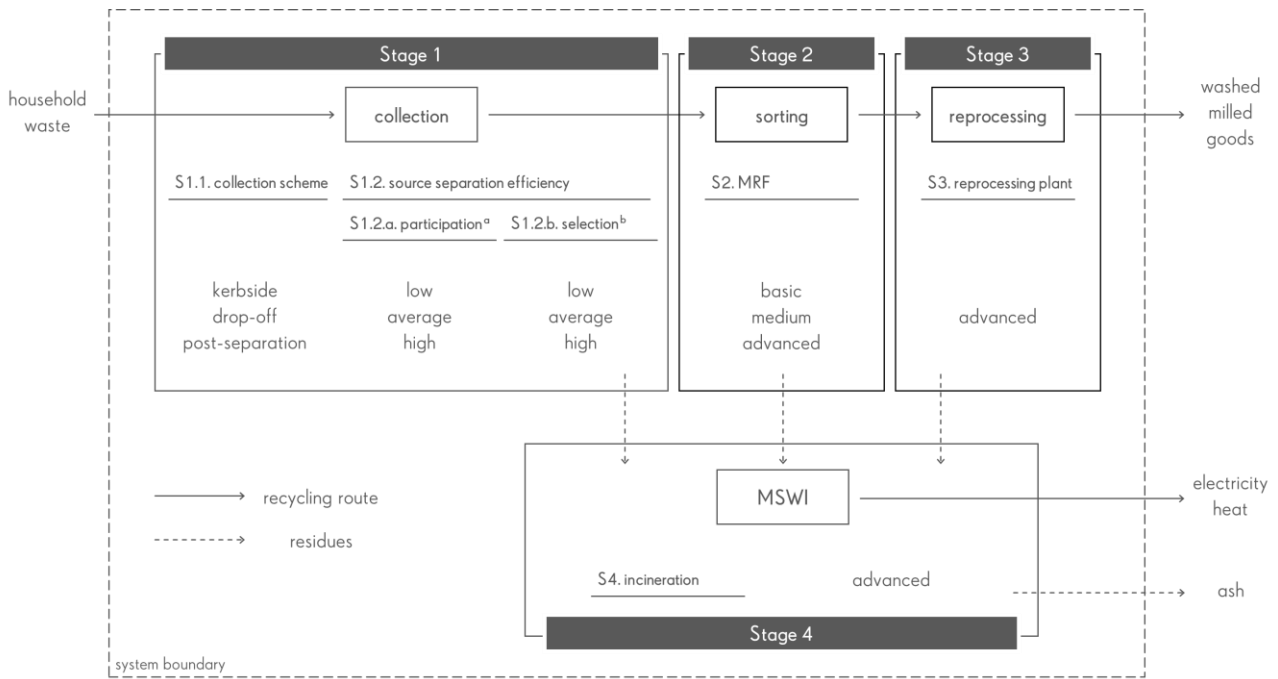 Stage 1
Stage 2
Stage 3
household
waste
collection
sorting
reprocessing
washed
milled
goods
S1.1. collection scheme
S1.2. source separation efficiency
S2. MRF
S3. reprocessing plant
S1.2.a. participationᵃ
S1.2.b. selectionᵇ
kerbside
drop-off
post-separation
low
average
high
low
average
high
basic
medium
advanced
advanced
recycling route
residues
MSWI
electricity
heat
S4. incineration
advanced
ash
Stage 4
system boundary